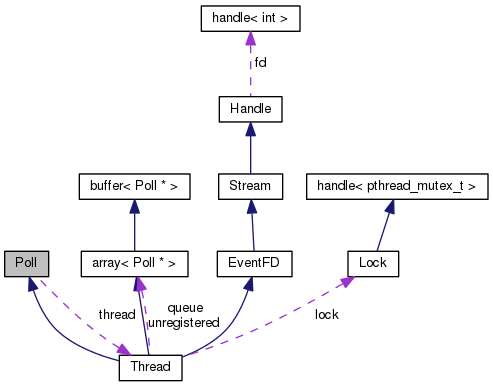 handle< int >
fd
Handle
buffer< Poll * >
Stream
handle< pthread_mutex_t >
Poll
array< Poll * >
EventFD
Lock
thread
queue
unregistered
lock
Thread